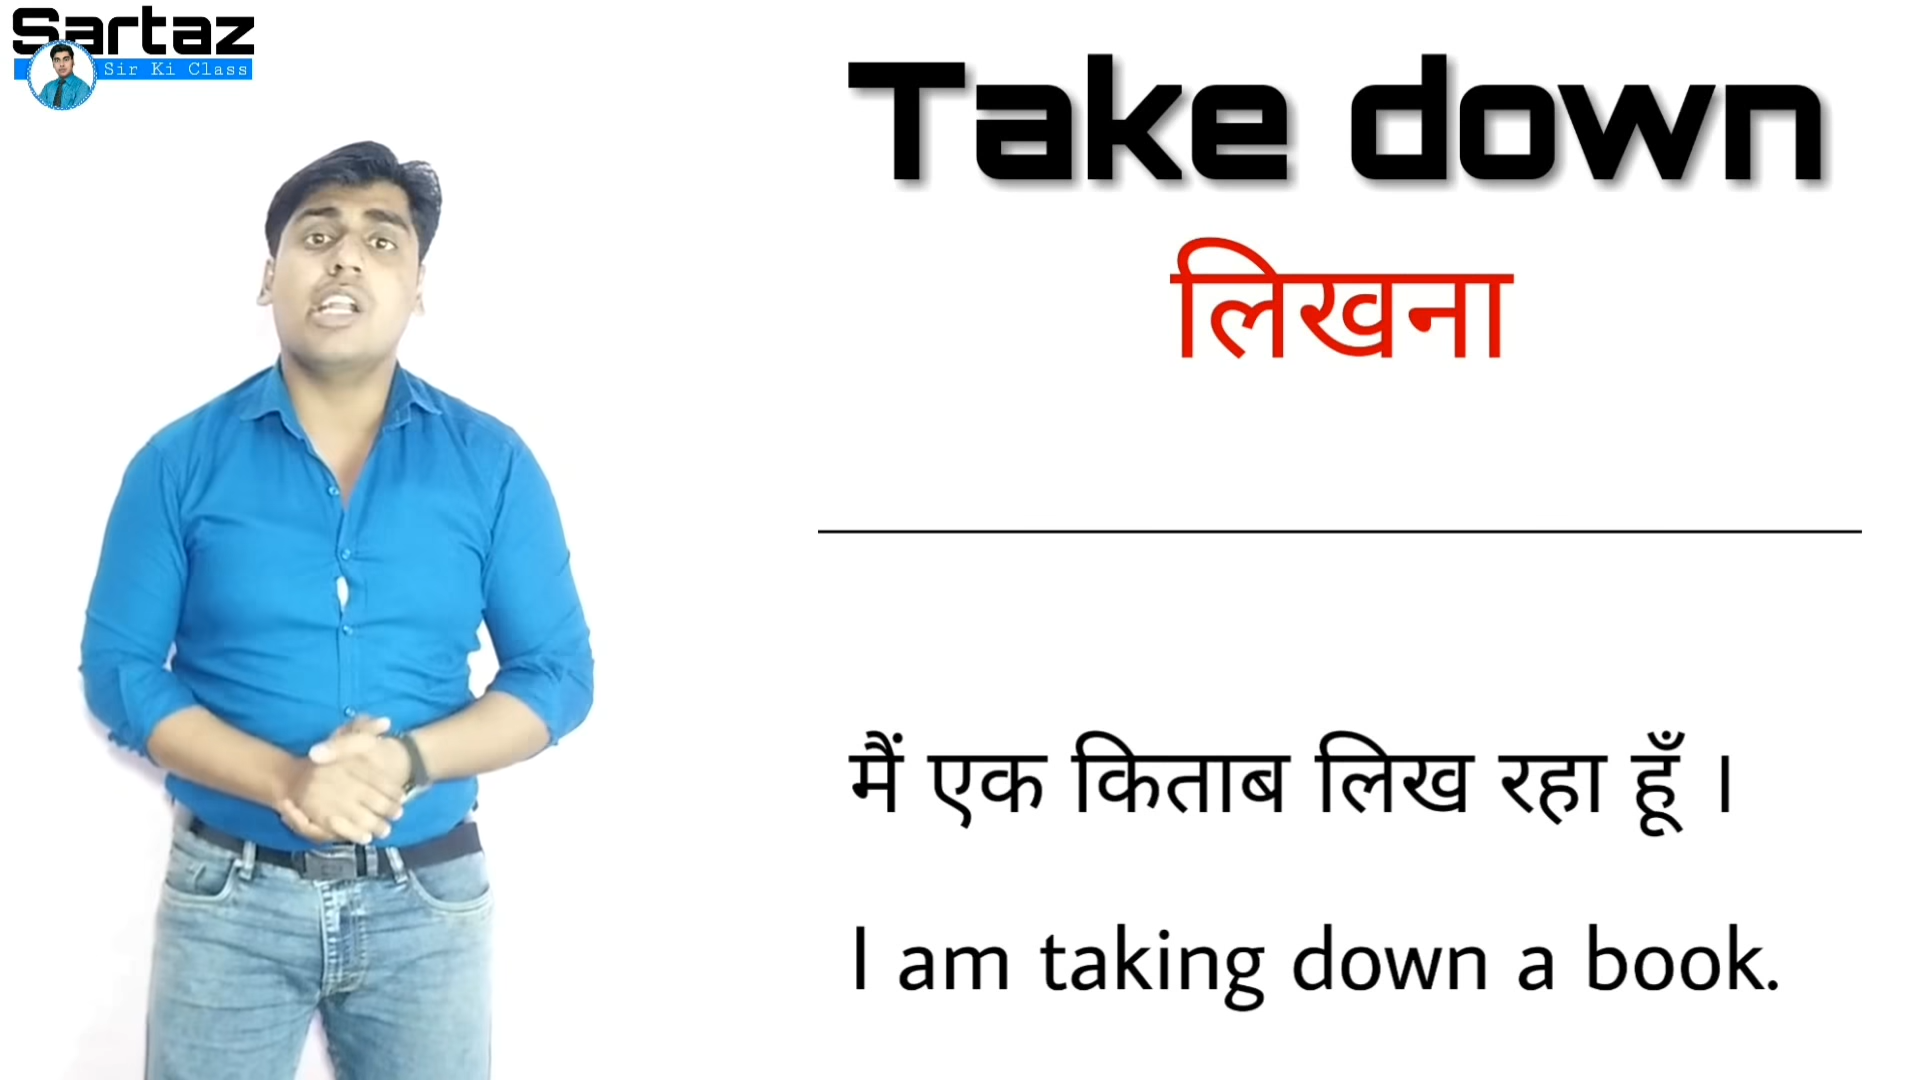 Sartaz
Sir Ki Class
Take down
लिखना
मैं एक किताब लिख रहा हूँ ।
I am taking down a book.